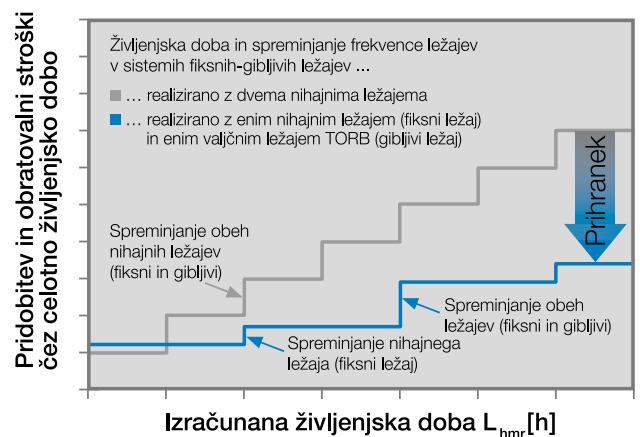 Pridobitev in obratovalni stroški
čez celotno življenjsko dobo
Življenjska doba in spreminjanje frekvence ležajev
v sistemih fiksnih-gibljivih ležajev ...
... realizirano z dvema nihajnima ležajema
... realizirano z enim nihajnim ležajem (fiksni ležaj)
in enim valjčnim ležajem TORB (gibljivi ležaj)
Prihranek
Spreminjanje obeh
nihajnih ležajev
(fiksni in gibljivi)
Spreminjanje obeh
ležajev (fiksni in gibljivi)
Spreminjanje nihajnega
ležaja (fiksni ležaj)
Izračunana življenjska doba L_hmr [h]